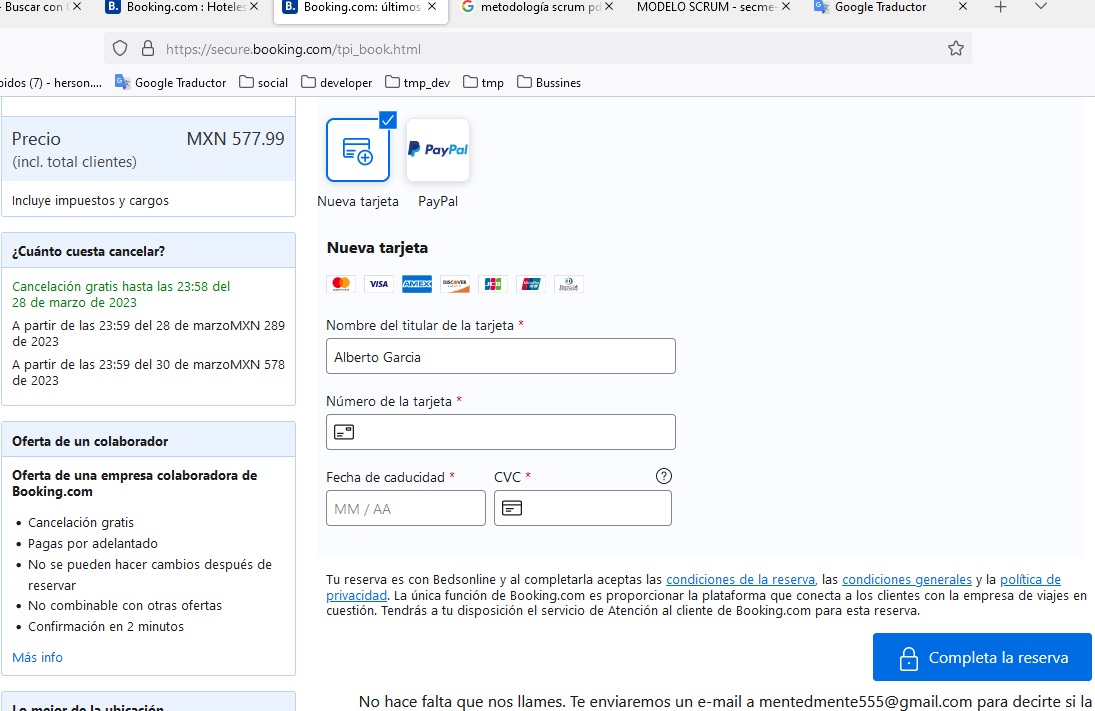 Buscar con O
Booking.com : Hoteles
Booking.com: últimos
metodología scrum pd
MODELO SCRUM - secme-
Google Traductor
https://secure.booking.com/tpi_book.html
pidos (7) - herson....
Google Traductor
social
developer
tmp_dev
tmp
Bussines
Precio MXN 577.99
(incl. total clientes)
Incluye impuestos y cargos
¿Cuánto cuesta cancelar?
Cancelación gratis hasta las 23:58 del
28 de marzo de 2023
A partir de las 23:59 del 28 de marzoMXN 289
de 2023
A partir de las 23:59 del 30 de marzoMXN 578
de 2023
Oferta de un colaborador
Oferta de una empresa colaboradora de
Booking.com
• Cancelación gratis
• Pagas por adelantado
• No se pueden hacer cambios después de
reservar
• No combinable con otras ofertas
• Confirmación en 2 minutos
Más info
Lo mejor de la ubicación
PayPal
Nueva tarjeta
PayPal
Nueva tarjeta
VISA
AMEX
DISCOVER
JCB
Nombre del titular de la tarjeta *
Alberto Garcia
Número de la tarjeta *
Fecha de caducidad * CVC *
MM / AA
Tu reserva es con Bedsonline y al completarla aceptas las condiciones de la reserva, las condiciones generales y la política de
privacidad. La única función de Booking.com es proporcionar la plataforma que conecta a los clientes con la empresa de viajes en
cuestión. Tendrás a tu disposición el servicio de Atención al cliente de Booking.com para esta reserva.
Completa la reserva
No hace falta que nos llames. Te enviaremos un e-mail a mentedmente555@gmail.com para decirte si la